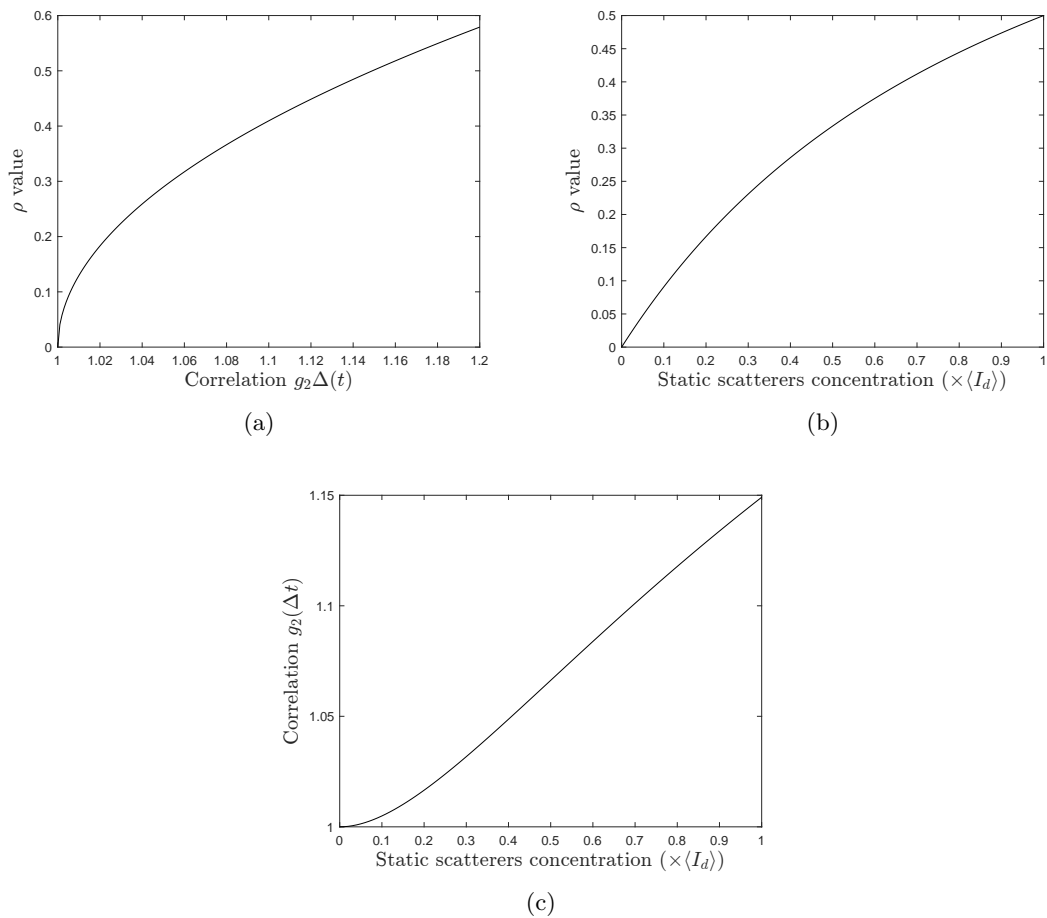 0.6
0.5
0.4
0.3
0.2
0.1
0
ρ value
1 1.02 1.04 1.06 1.08 1.1 1.12 1.14 1.16 1.18 1.2
Correlation g₂Δ(t)
(a)
0.5
0.45
0.4
0.35
0.3
0.25
0.2
0.15
0.1
0.05
0
ρ value
0 0.1 0.2 0.3 0.4 0.5 0.6 0.7 0.8 0.9 1
Static scatterers concentration (×⟨I_d⟩)
(b)
1.15
1.1
1.05
1
Correlation g₂(Δt)
0 0.1 0.2 0.3 0.4 0.5 0.6 0.7 0.8 0.9 1
Static scatterers concentration (×⟨I_d⟩)
(c)